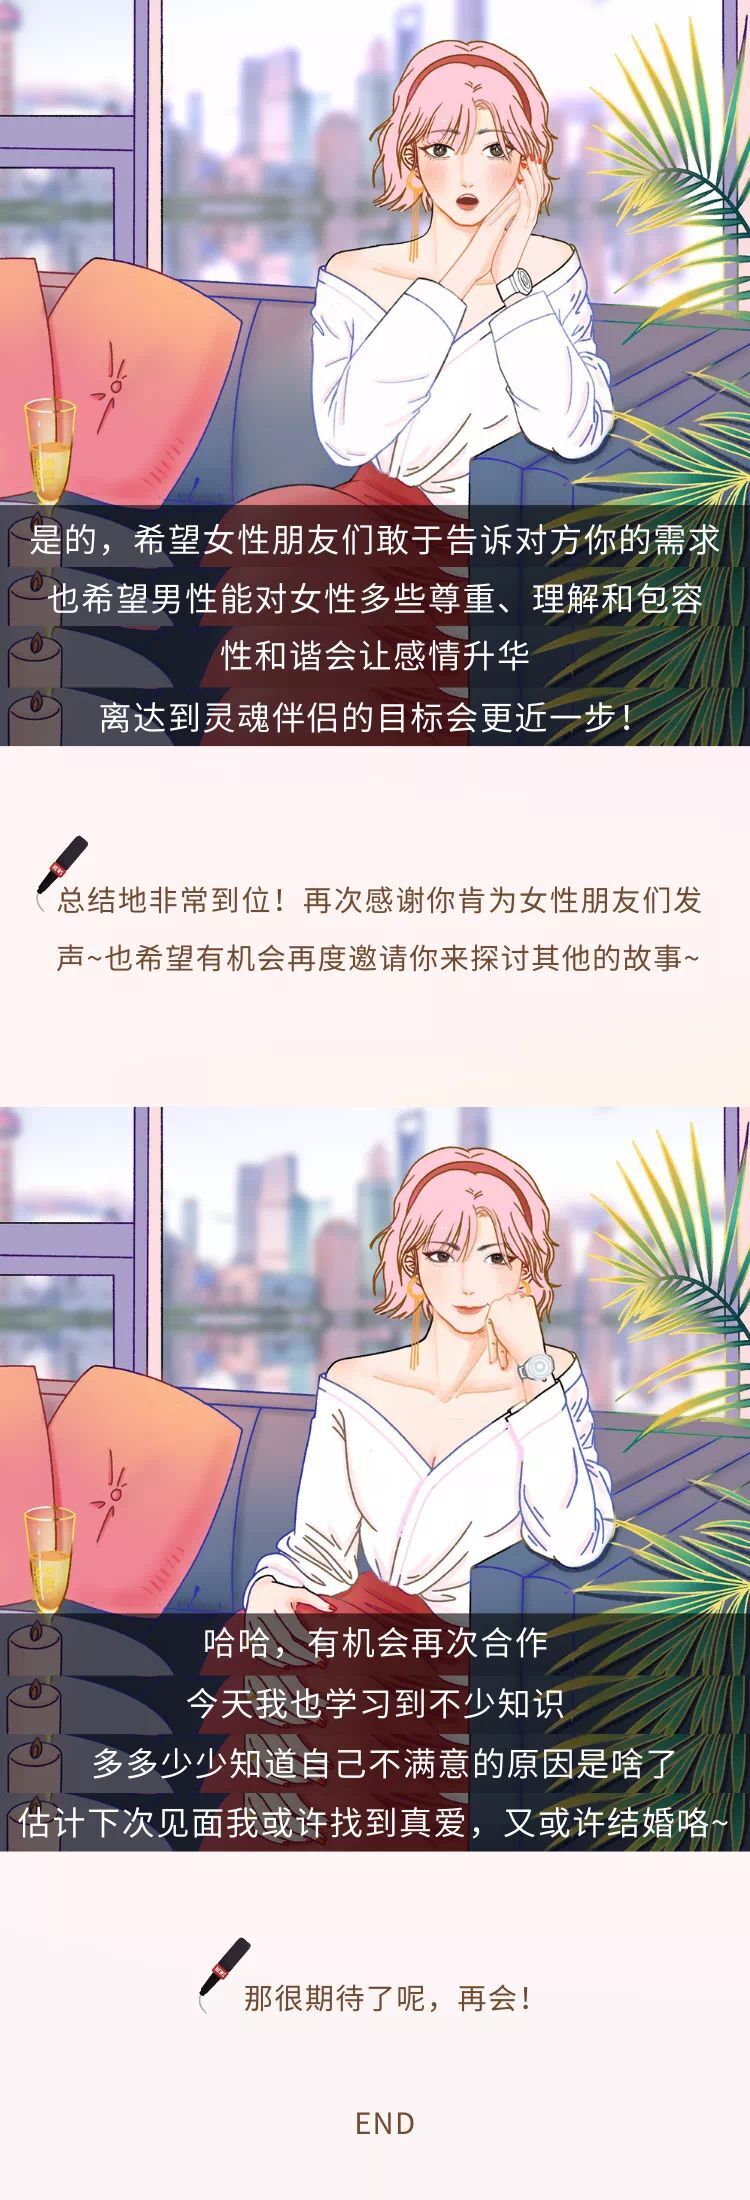 是的，希望女性朋友们敢于告诉对方你的需求
也希望男性能对女性多些尊重、理解和包容
性和谐会让感情升华
离达到灵魂伴侣的目标会更近一步！
NEWS
总结地非常到位！再次感谢你肯为女性朋友们发
声~也希望有机会再度邀请你来探讨其他的故事~
哈哈，有机会再次合作
今天我也学习到不少知识
多多少少知道自己不满意的原因是啥了
估计下次见面我或许找到真爱，又或许结婚咯~
NEWS
那很期待了呢，再会！
END